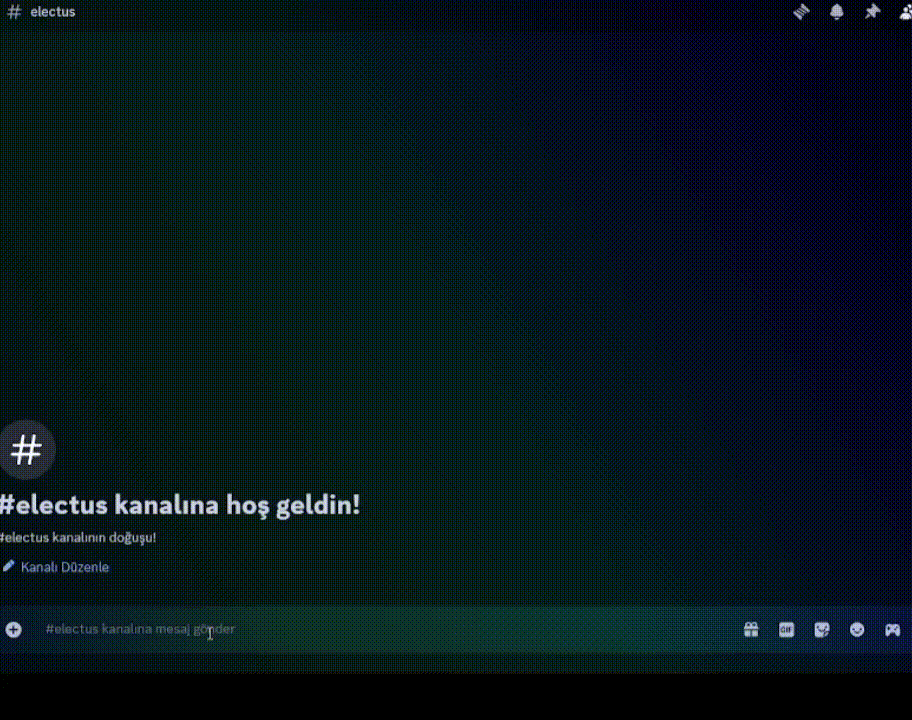 # electus
#
#electus kanalına hoş geldin!
#electus kanalının doğuşu!
Kanalı Düzenle
#electus kanalına mesaj gönder
GIF